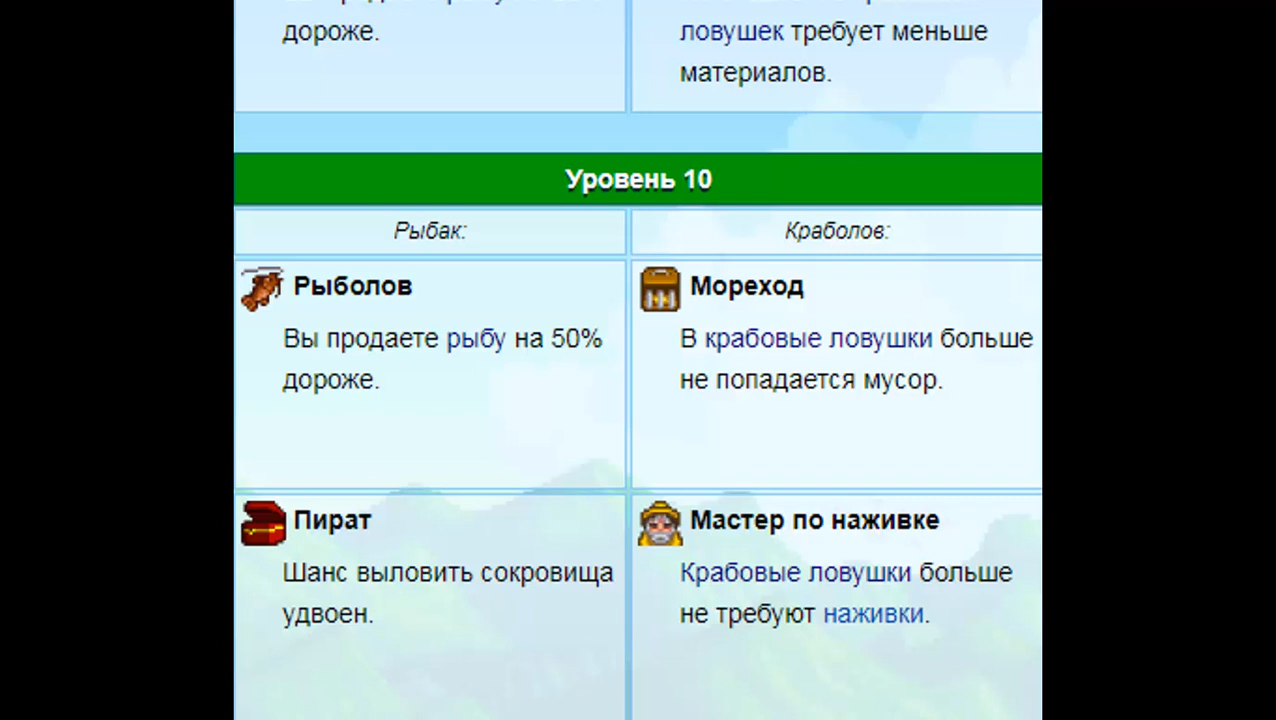 дороже.
ловушек требует меньше
материалов.
Уровень 10
Рыбак:
Краболов:
Рыболов
Вы продаете рыбу на 50%
дороже.
Мореход
В крабовые ловушки больше
не попадается мусор.
Пират
Шанс выловить сокровища
удвоен.
Мастер по наживке
Крабовые ловушки больше
не требуют наживки.